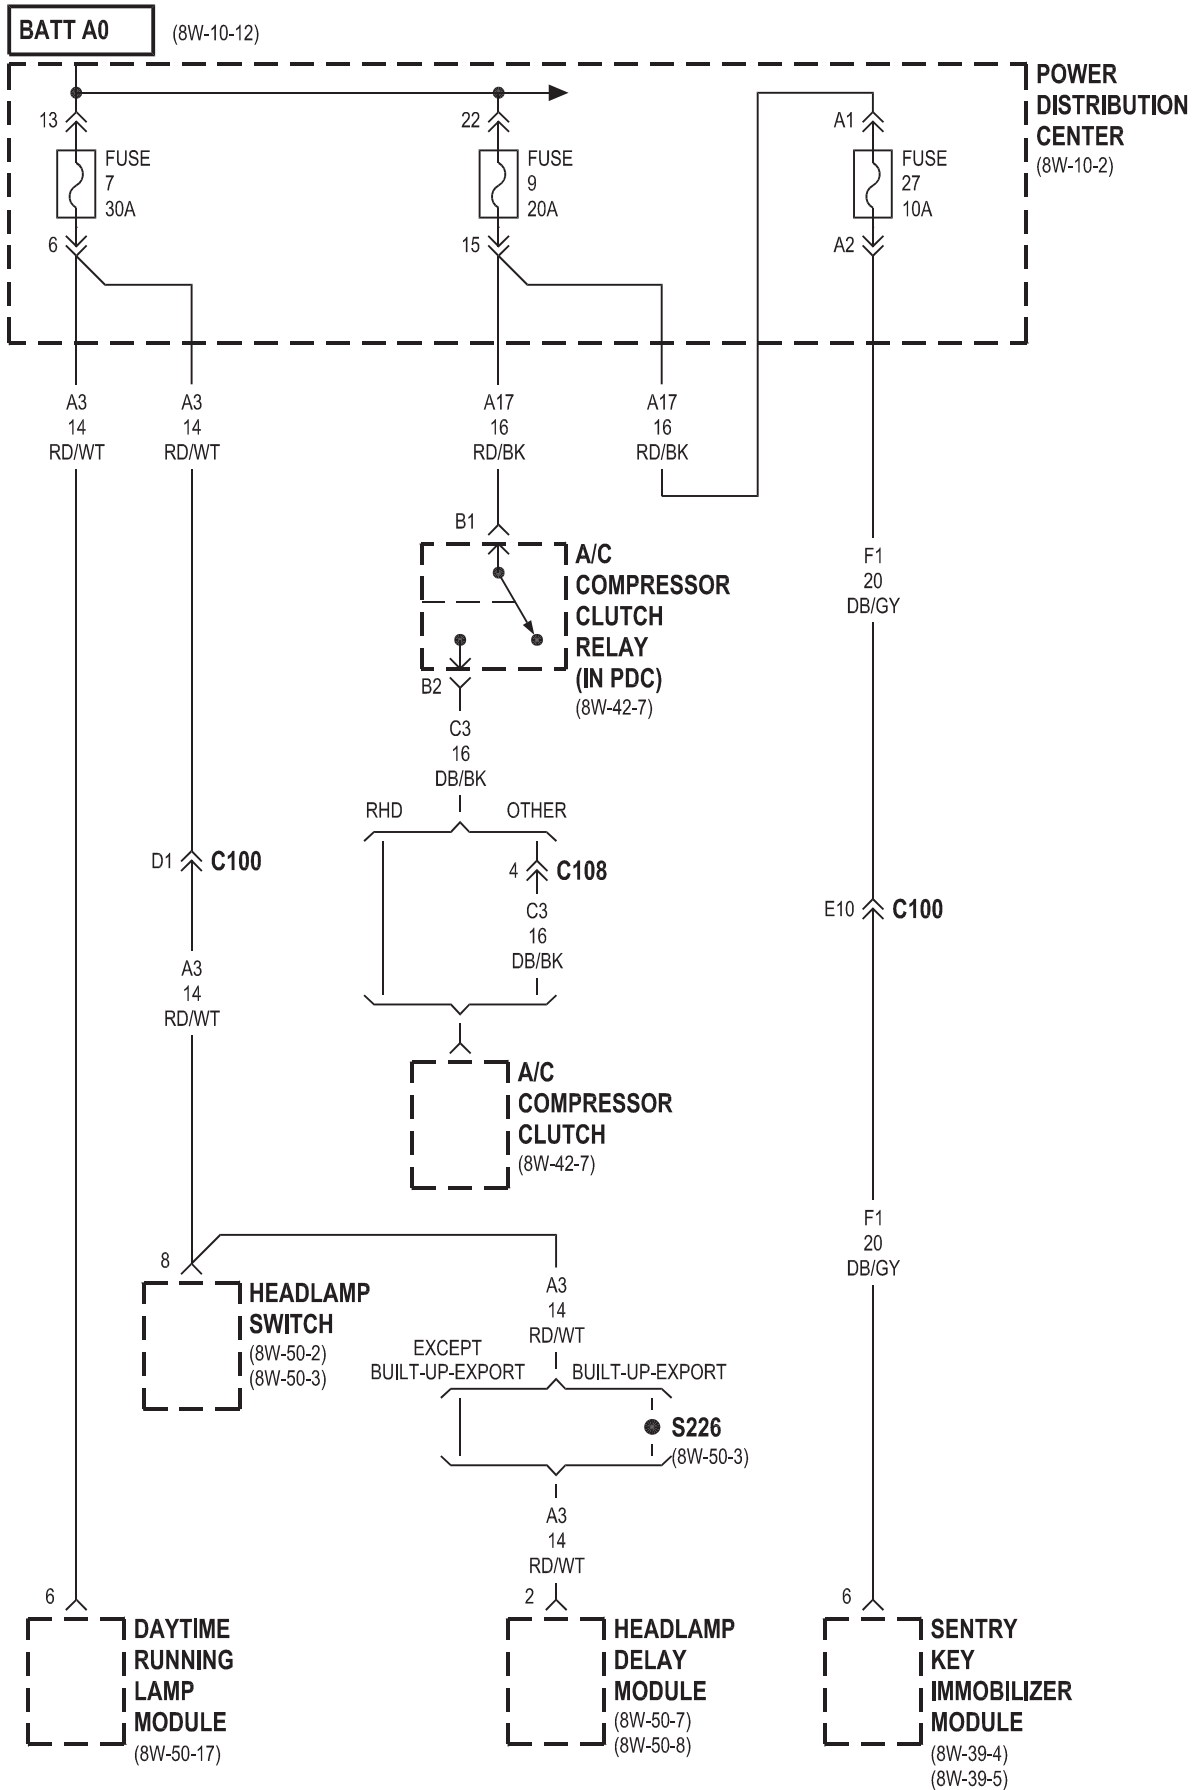 BATT A0
(8W-10-12)
POWER
DISTRIBUTION
CENTER
(8W-10-2)
13
FUSE
7
30A
6
22
FUSE
9
20A
15
A1
FUSE
27
10A
A2
A3
14
RD/WT
A3
14
RD/WT
A17
16
RD/BK
A17
16
RD/BK
B1
A/C
COMPRESSOR
CLUTCH
RELAY
(IN PDC)
(8W-42-7)
B2
F1
20
DB/GY
C3
16
DB/BK
RHD
OTHER
D1
C100
4
C108
C3
16
DB/BK
E10
C100
A3
14
RD/WT
A/C
COMPRESSOR
CLUTCH
(8W-42-7)
F1
20
DB/GY
8
HEADLAMP
SWITCH
(8W-50-2)
(8W-50-3)
A3
14
RD/WT
EXCEPT
BUILT-UP-EXPORT
BUILT-UP-EXPORT
S226
(8W-50-3)
A3
14
RD/WT
6
DAYTIME
RUNNING
LAMP
MODULE
(8W-50-17)
2
HEADLAMP
DELAY
MODULE
(8W-50-7)
(8W-50-8)
6
SENTRY
KEY
IMMOBILIZER
MODULE
(8W-39-4)
(8W-39-5)